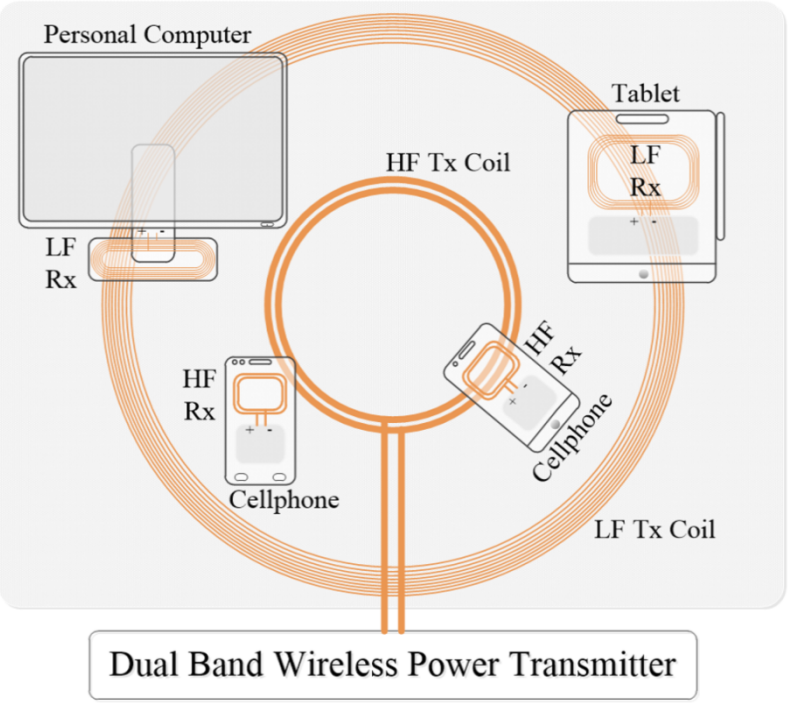 Personal Computer
Tablet
HF Tx Coil
LF
Rx
+ -
+ -
LF
Rx
HF
Rx
HF
Rx
+ -
+ -
Cellphone
Cellphone
LF Tx Coil
Dual Band Wireless Power Transmitter